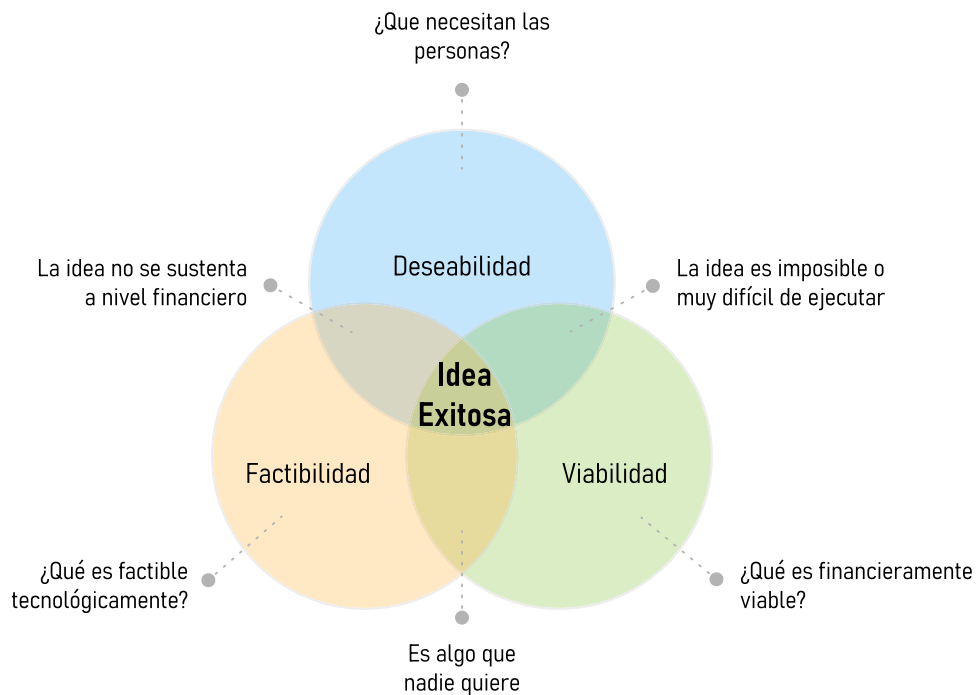 ¿Que necesitan las
personas?
Deseabilidad
La idea no se sustenta
a nivel financiero
La idea es imposible o
muy difícil de ejecutar
Idea
Exitosa
Factibilidad
Viabilidad
¿Qué es factible
tecnológicamente?
¿Qué es financieramente
viable?
Es algo que
nadie quiere